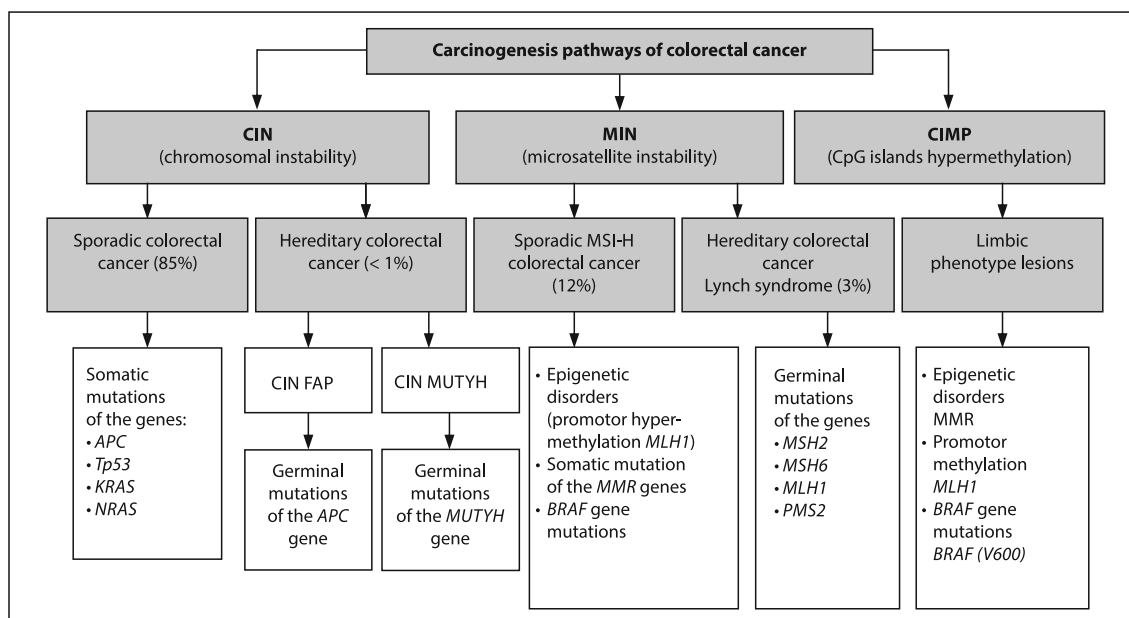 Carcinogenesis pathways of colorectal cancer
CIN
(chromosomal instability)
MIN
(microsatellite instability)
CIMP
(CpG islands hypermethylation)
Sporadic colorectal
cancer (85%)
Hereditary colorectal
cancer (< 1%)
Sporadic MSI-H
colorectal cancer
(12%)
Hereditary colorectal
cancer
Lynch syndrome (3%)
Limbic
phenotype lesions
Somatic
mutations
of the genes:
• APC
• Tp53
• KRAS
• NRAS
CIN FAP
CIN MUTYH
Germinal
mutations
of the APC
gene
Germinal
mutations
of the MUTYH
gene
• Epigenetic
disorders
(promotor hyper-
methylation MLH1)
• Somatic mutation
of the MMR genes
• BRAF gene
mutations
Germinal
mutations
of the genes
• MSH2
• MSH6
• MLH1
• PMS2
• Epigenetic
disorders
MMR
• Promotor
methylation
MLH1
• BRAF gene
mutations
BRAF (V600)